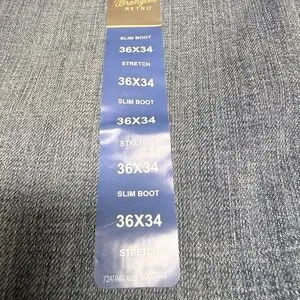 Wrangler
RETRO
SLIM BOOT
36X34
STRETCH
36X34
SLIM BOOT
36X34
STRETCH
36X34
SLIM BOOT
36X34
STRETCH